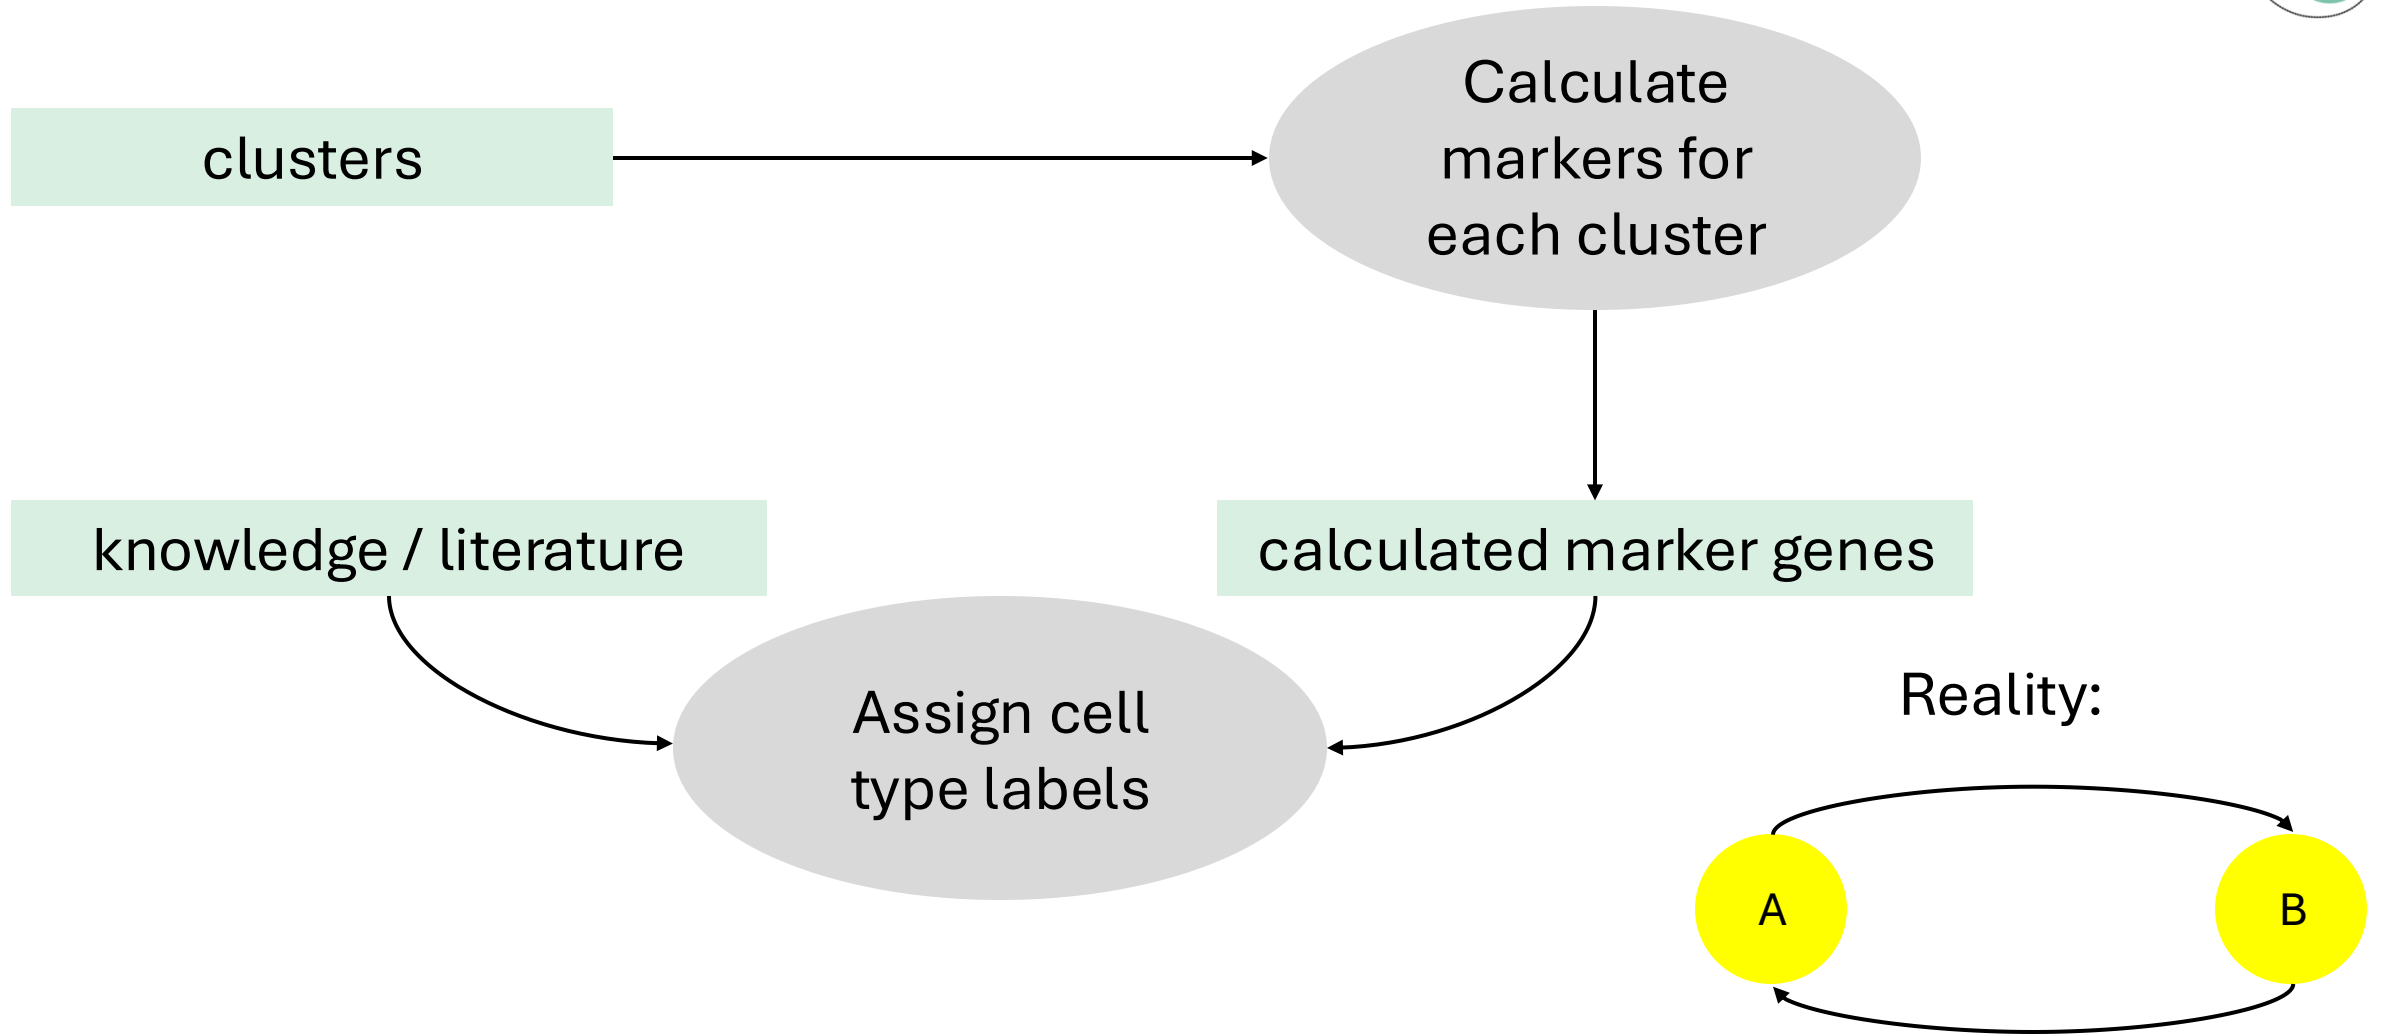 clusters
Calculate
markers for
each cluster
knowledge / literature
calculated marker genes
Assign cell
type labels
Reality:
A
B